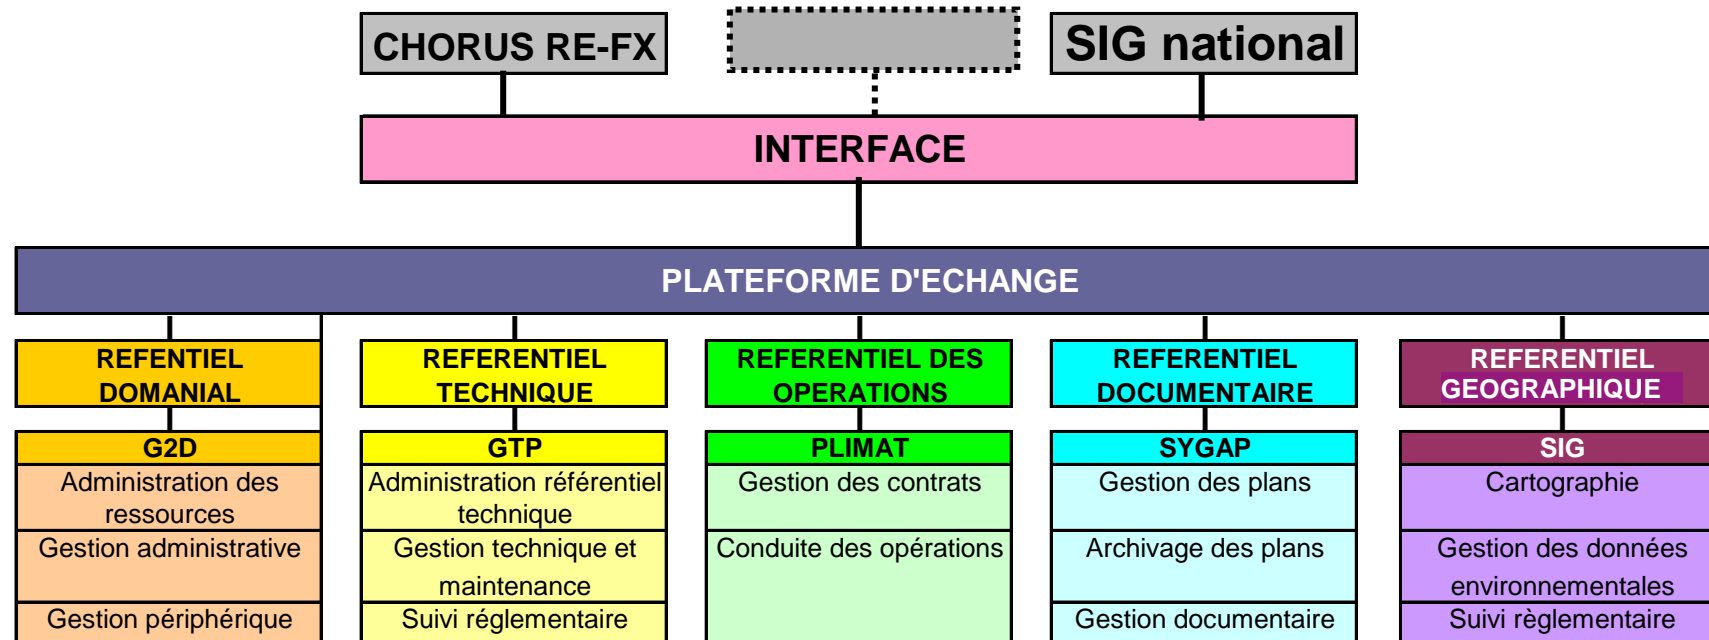 CHORUS RE-FX
SIG national
INTERFACE
PLATEFORME D'ECHANGE
REFENTIEL
DOMANIAL
REFERENTIEL
TECHNIQUE
REFERENTIEL DES
OPERATIONS
REFERENTIEL
DOCUMENTAIRE
REFERENTIEL
GEOGRAPHIQUE
G2D
GTP
PLIMAT
SYGAP
SIG
Administration des
ressources
Administration référentiel
technique
Gestion des contrats
Gestion des plans
Cartographie
Gestion administrative
Gestion technique et
maintenance
Conduite des opérations
Archivage des plans
Gestion des données
environnementales
Gestion périphérique
Suivi réglementaire
Gestion documentaire
Suivi règlementaire